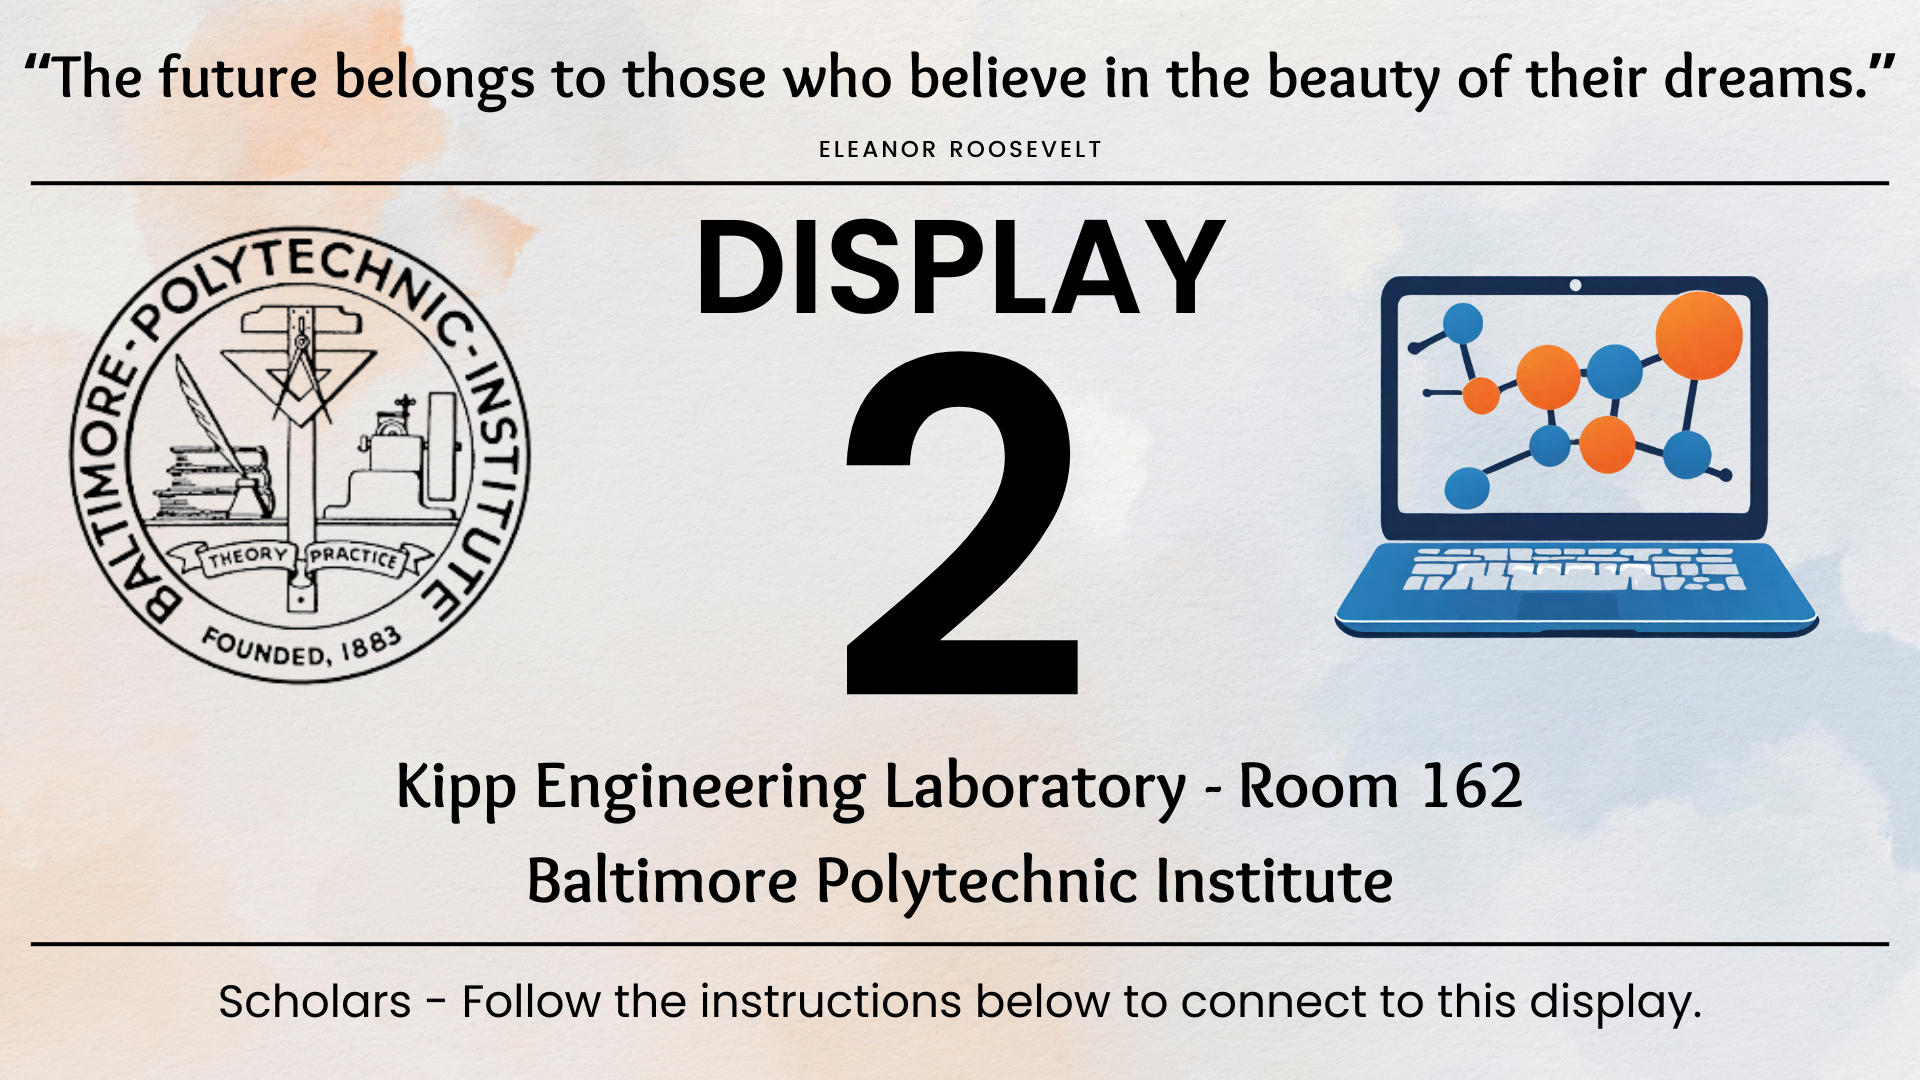 “The future belongs to those who believe in the beauty of their dreams.”
ELEANOR ROOSEVELT
BALTIMORE·POLYTECHNIC·INSTITUTE
THEORY PRACTICE
FOUNDED, 1883
DISPLAY
2
Kipp Engineering Laboratory - Room 162
Baltimore Polytechnic Institute
Scholars - Follow the instructions below to connect to this display.